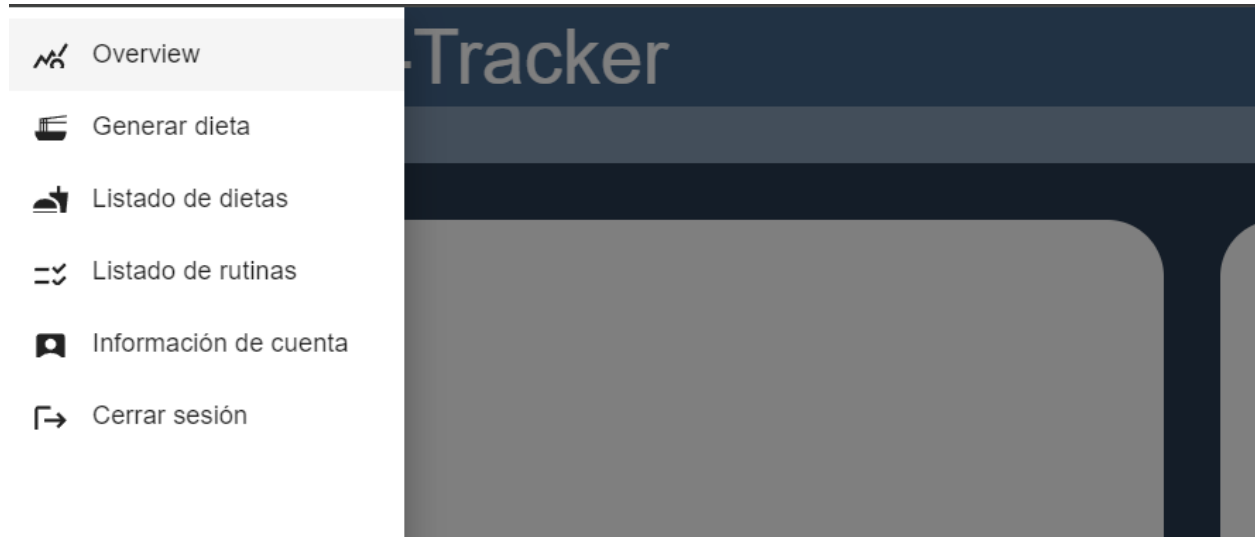 Overview
-Tracker
Generar dieta
Listado de dietas
Listado de rutinas
Información de cuenta
Cerrar sesión